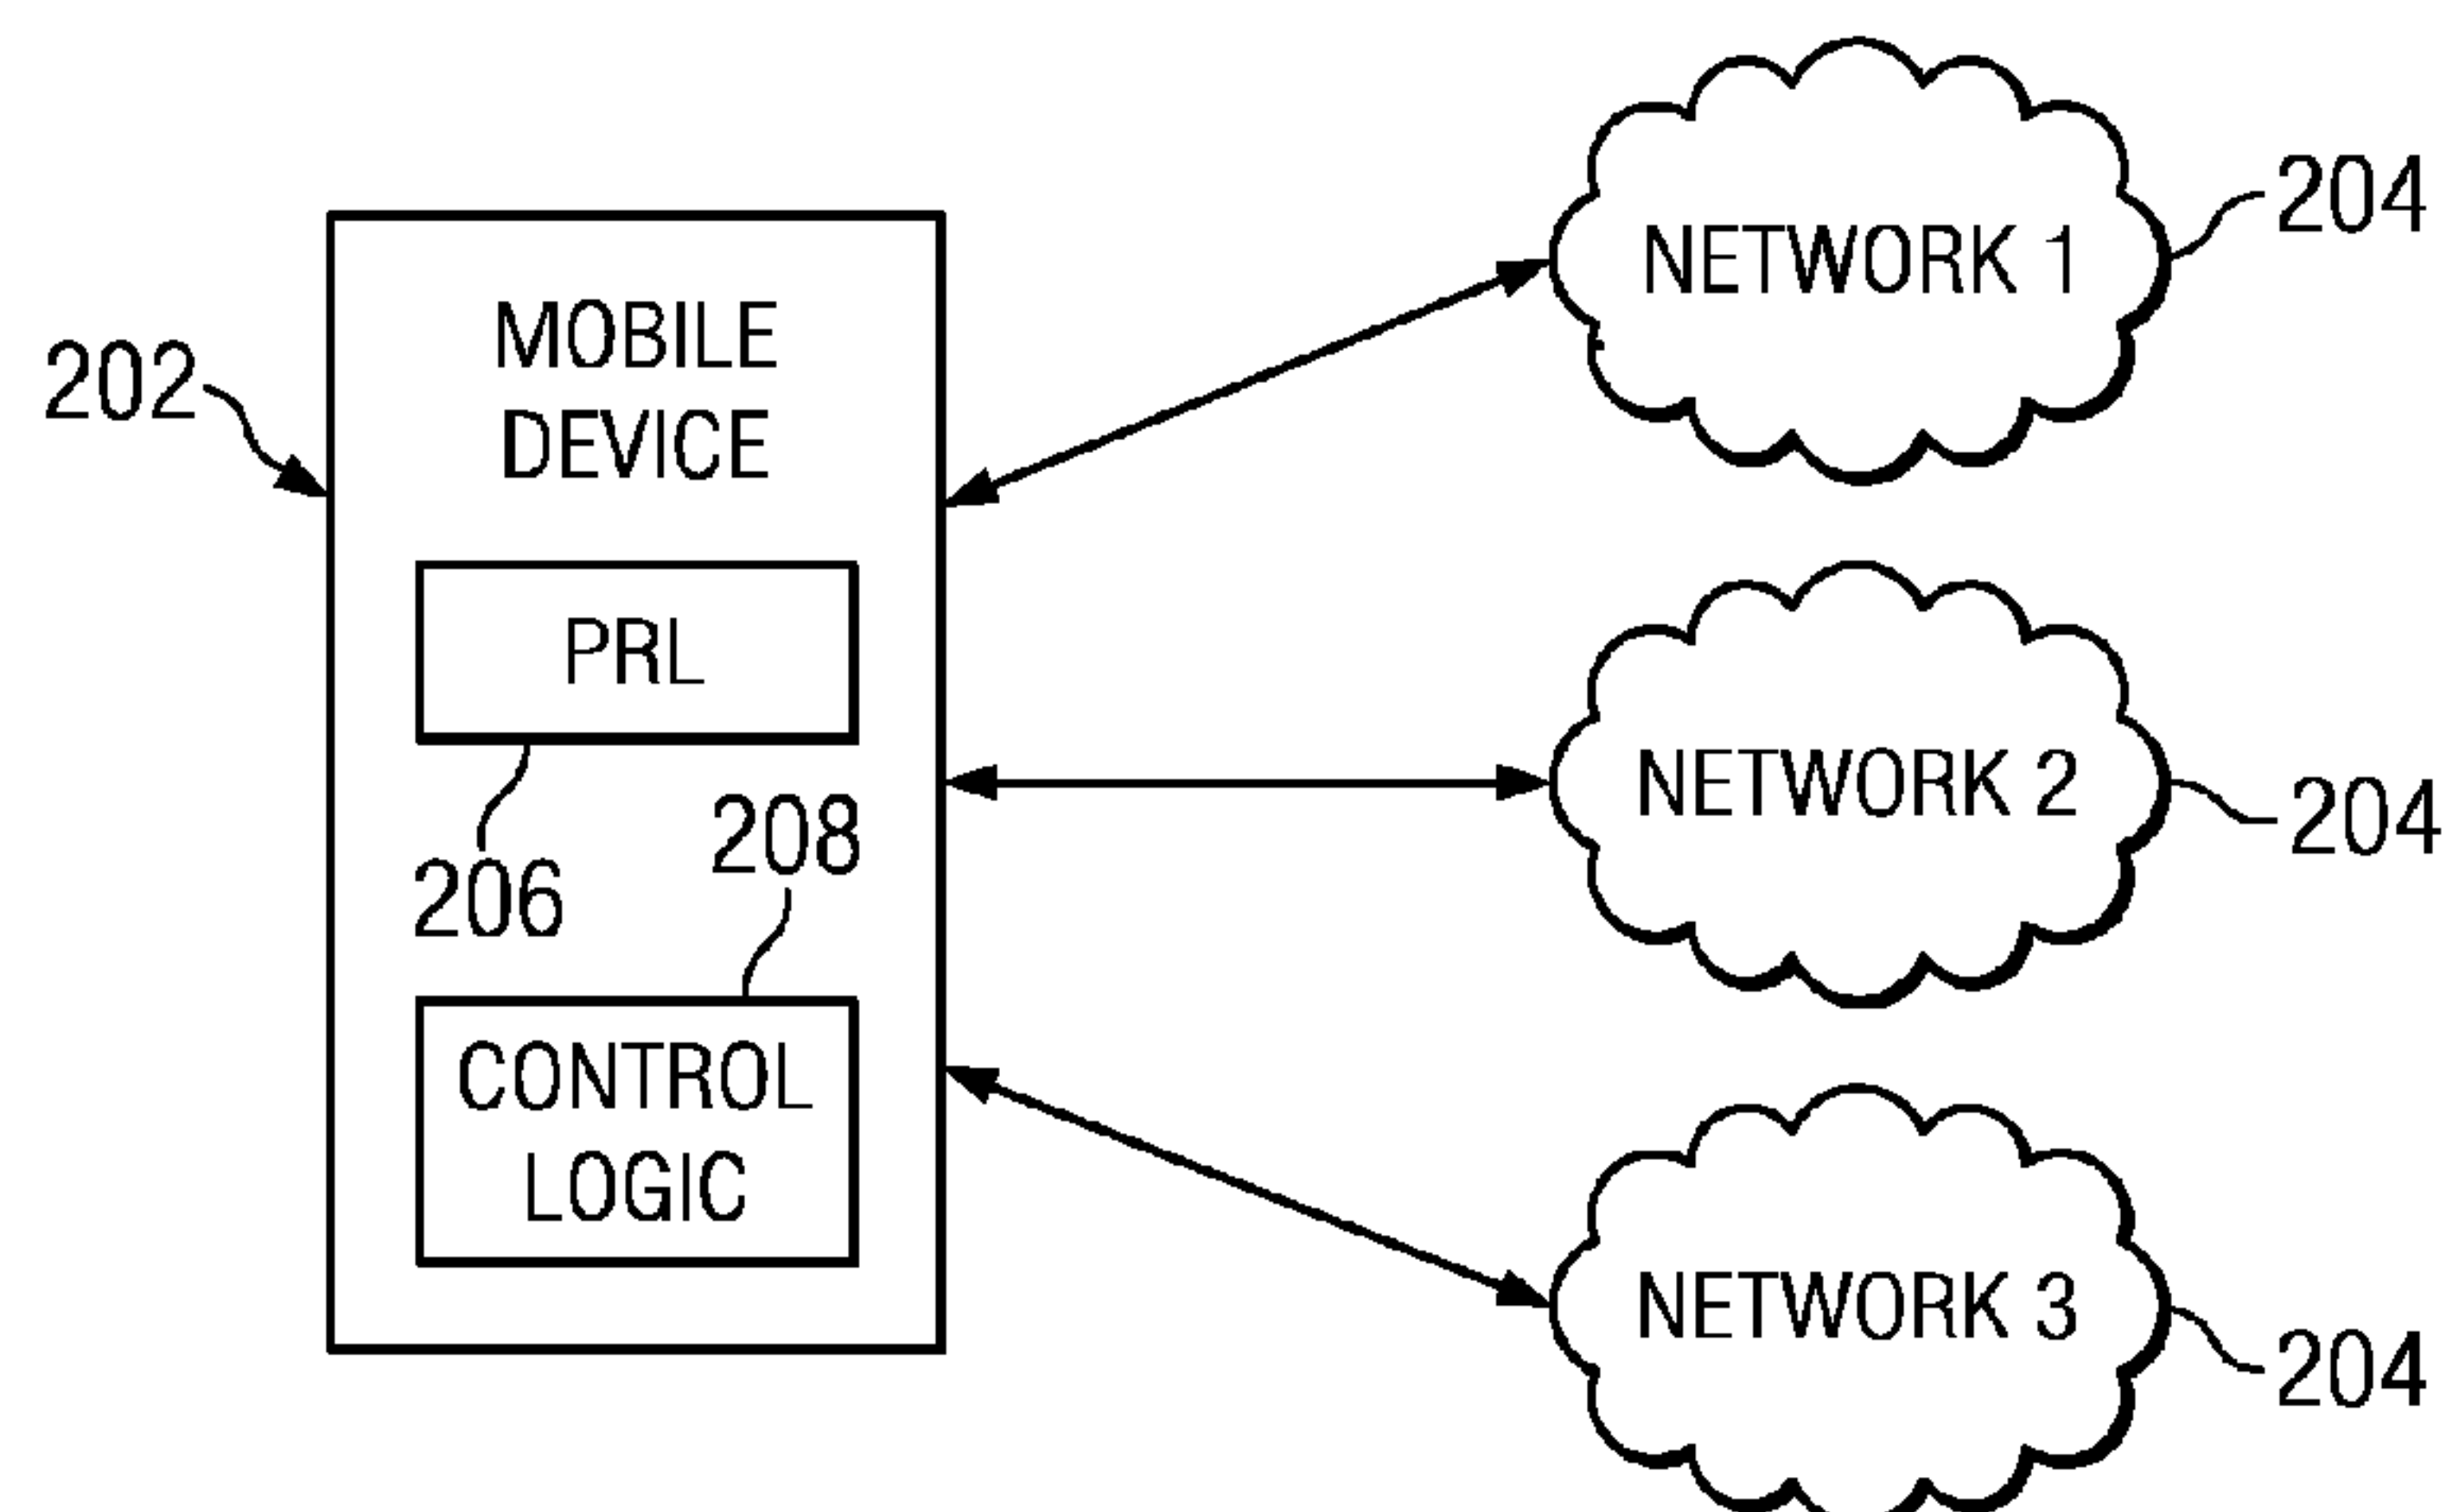 202
MOBILE
DEVICE
PRL
206
208
CONTROL
LOGIC
NETWORK 1
204
NETWORK 2
204
NETWORK 3
204